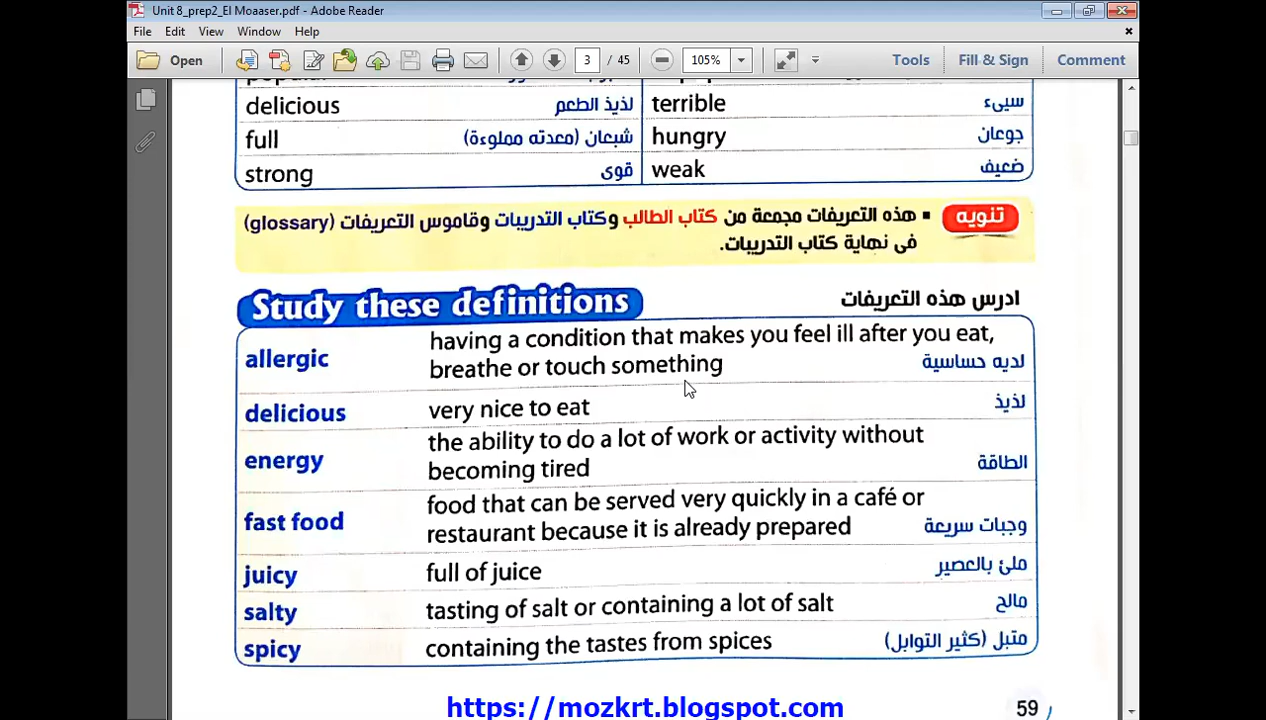 Unit 8_prep2_El Moaaser.pdf - Adobe Reader
File Edit View Window Help
Open 3 / 45 105% Tools Fill & Sign Comment
popular
delicious لذيذ الطعم terrible سيىء
full شبعان (معدته مملوءة) hungry جوعان
strong قوى weak ضعيف
تنويه ▪ هذه التعريفات مجمعة من كتاب الطالب وكتاب التدريبات وقاموس التعريفات (glossary)
فى نهاية كتاب التدريبات.
Study these definitions ادرس هذه التعريفات
allergic having a condition that makes you feel ill after you eat,
breathe or touch something لديه حساسية
delicious very nice to eat لذيذ
energy the ability to do a lot of work or activity without
becoming tired الطاقة
fast food food that can be served very quickly in a café or
restaurant because it is already prepared وجبات سريعة
juicy full of juice ملئ بالعصير
salty tasting of salt or containing a lot of salt مالح
spicy containing the tastes from spices متبل (كثير التوابل)
https://mozkrt.blogspot.com 59